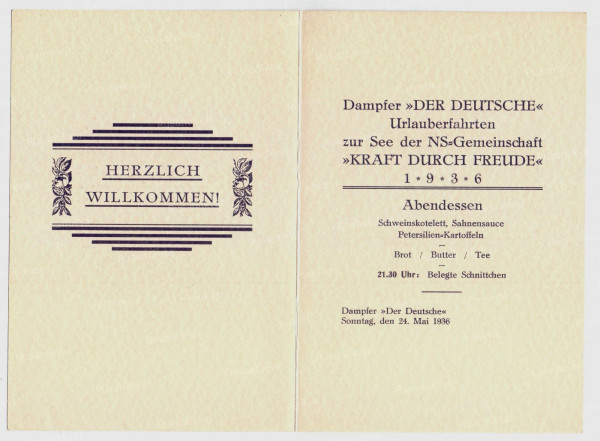 HERZLICH
WILLKOMMEN!
Dampfer »DER DEUTSCHE«
Urlauberfahrten
zur See der NS=Gemeinschaft
»KRAFT DURCH FREUDE«
1 * 9 * 3 * 6
Abendessen
Schweinskotelett, Sahnensauce
Petersilien=Kartoffeln
Brot / Butter / Tee
21.30 Uhr: Belegte Schnittchen
Dampfer »Der Deutsche«
Sonntag, den 24. Mai 1936